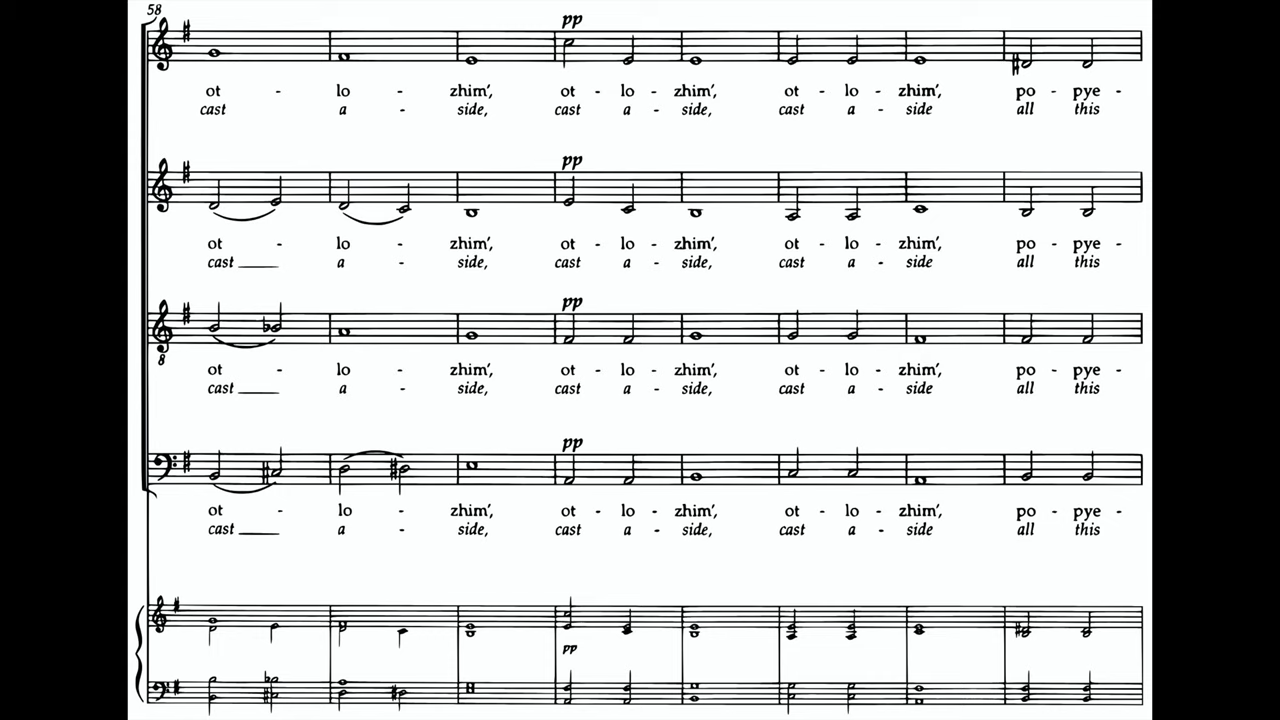 58
pp
ot - lo - zhim', ot - lo - zhim', ot - lo - zhim', po - pye -
cast a - side, cast a - side, cast a - side all this
pp
ot - lo - zhim', ot - lo - zhim', ot - lo - zhim', po - pye -
cast a - side, cast a - side, cast a - side all this
pp
8
ot - lo - zhim', ot - lo - zhim', ot - lo - zhim', po - pye -
cast a - side, cast a - side, cast a - side all this
pp
ot - lo - zhim', ot - lo - zhim', ot - lo - zhim', po - pye -
cast a - side, cast a - side, cast a - side all this
pp